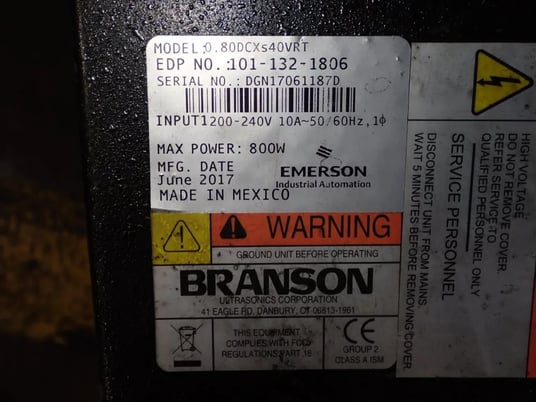 MODEL: 0.80DCXs40VRT
EDP NO.:101-132-1806
SERIAL NO.: DGN17061187D
INPUT1 200-240V 10A~50/60Hz,1ϕ
MAX POWER: 800W
MFG. DATE
June 2017
MADE IN MEXICO
EMERSON
Industrial Automation
WARNING
GROUND UNIT BEFORE OPERATING
BRANSON
ULTRASONICS CORPORATION
41 EAGLE RD, DANBURY, CT 06813-1961
THIS EQUIPMENT
COMPLIES WITH FCC
REGULATIONS PART 18
CE
GROUP 2
CLASS A ISM
HIGH VOLTAGE
DO NOT REMOVE COVER
REFER SERVICE TO
QUALIFIED PERSONNEL ONLY
SERVICE PERSONNEL
DISCONNECT UNIT FROM MAINS
WAIT 5 MINUTES BEFORE REMOVING COVER